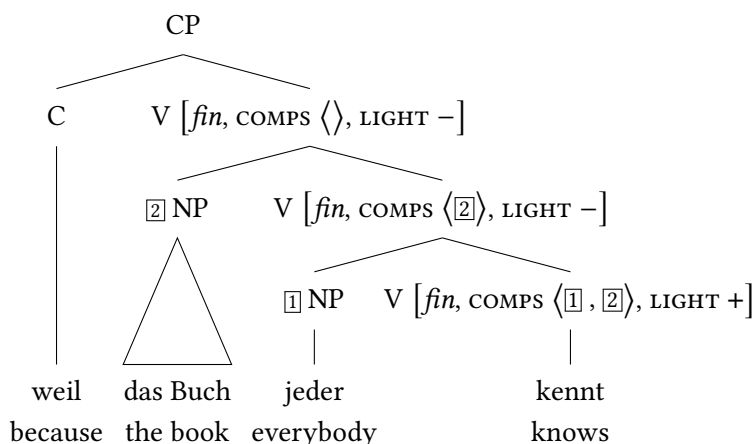 CP
C V [fin, COMPS ⟨⟩, LIGHT −]
2 NP V [fin, COMPS ⟨2⟩, LIGHT −]
1 NP V [fin, COMPS ⟨1 , 2⟩, LIGHT +]
weil das Buch jeder kennt
because the book everybody knows